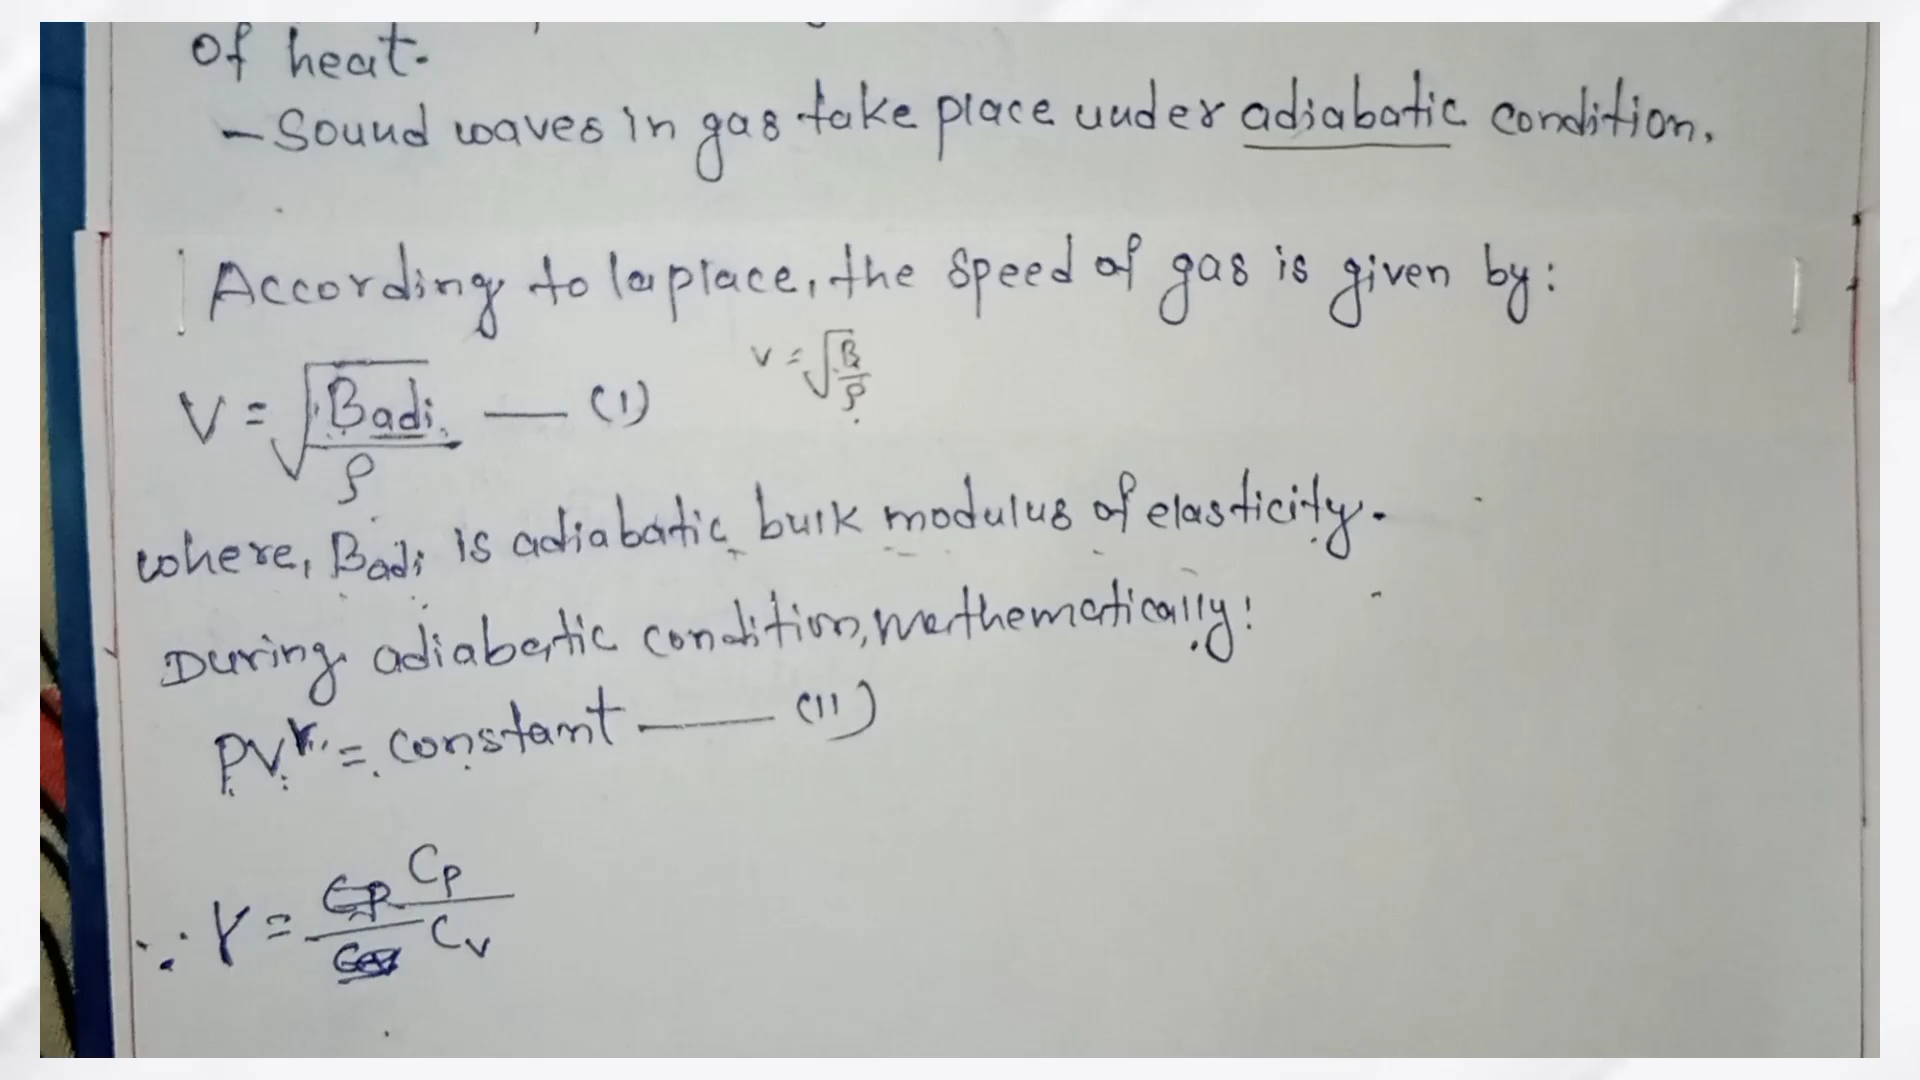 of heat.
- Sound waves in gas take place under adiabatic condition.
According to laplace, the speed of gas is given by:
V = √(B/ρ)
V = √(Badi/ρ) — (I)
where, Badi is adiabatic bulk modulus of elasticity.
During adiabatic condition, mathematically:
PV^γ = constant — (II)
∵ γ = Cp/Cv